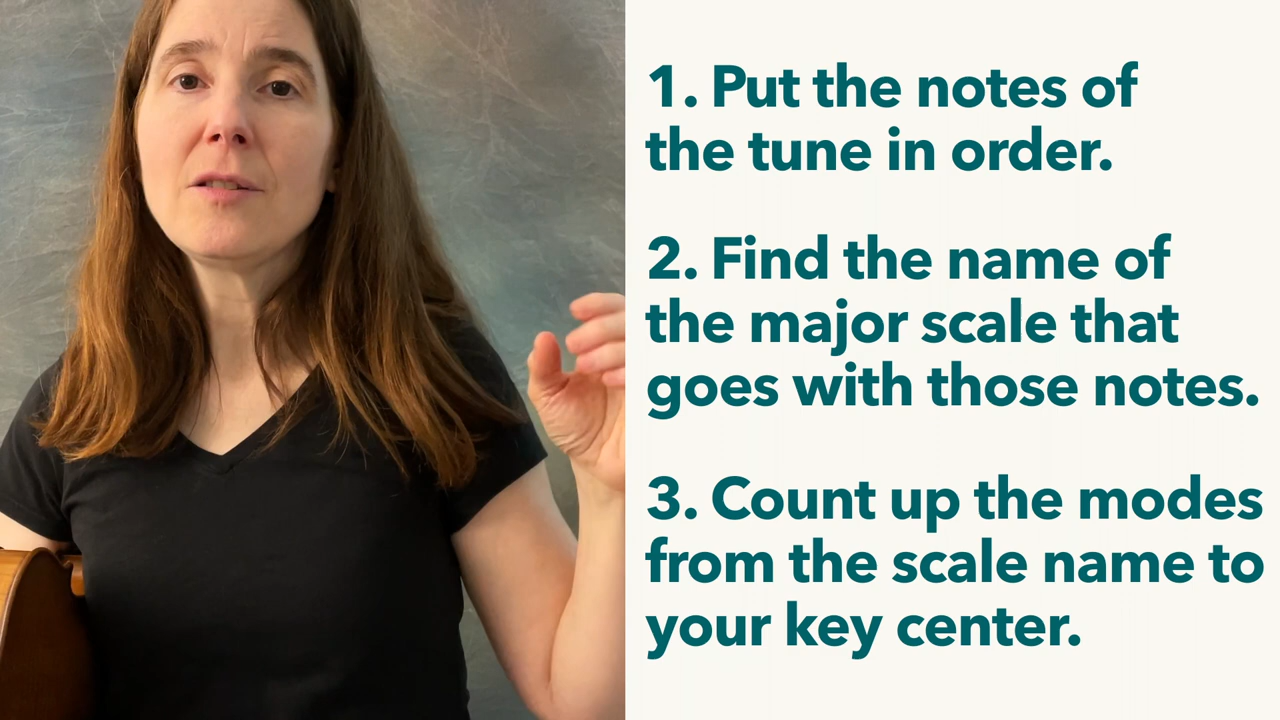 1. Put the notes of
the tune in order.
2. Find the name of
the major scale that
goes with those notes.
3. Count up the modes
from the scale name to
your key center.